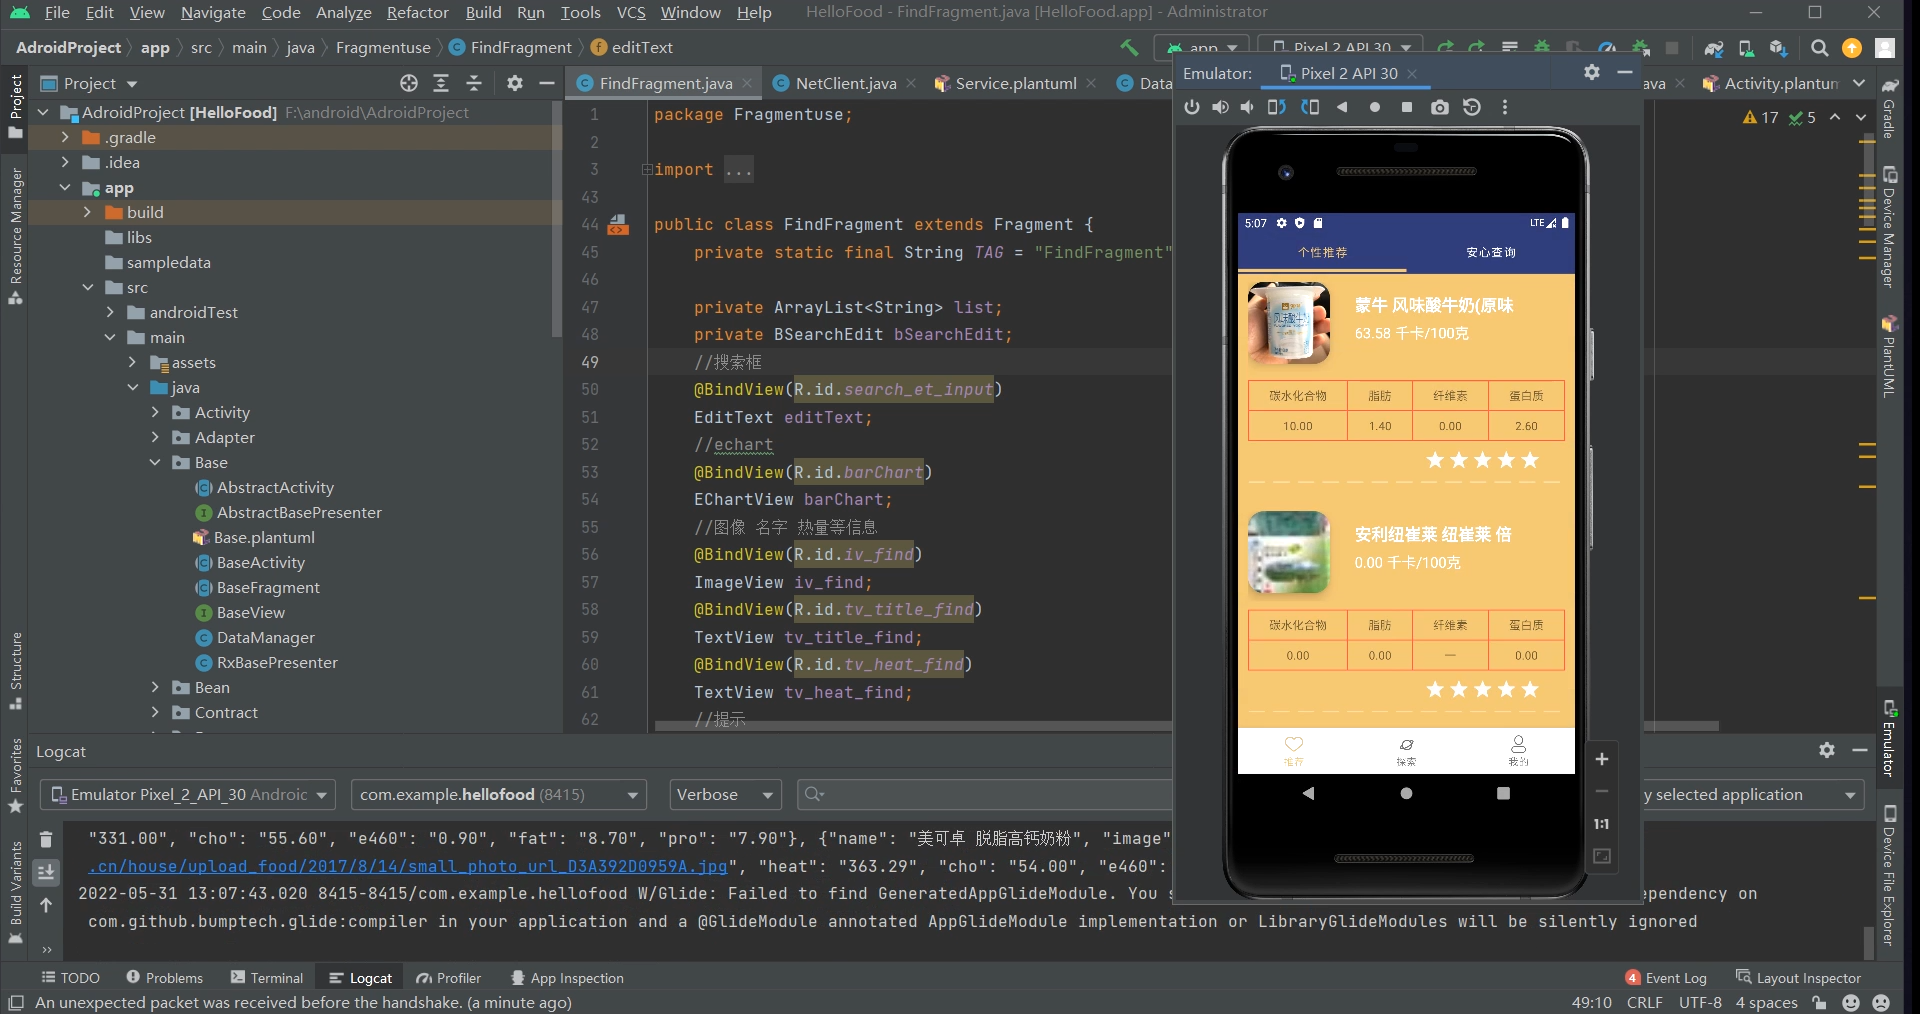 File Edit View Navigate Code Analyze Refactor Build Run Tools VCS Window Help HelloFood - FindFragment.java [HelloFood.app] - Administrator
AdroidProject app src main java Fragmentuse FindFragment editText app Pixel 2 API 30
Project
FindFragment.java NetClient.java Service.plantuml Data
Emulator: Pixel 2 API 30
ava Activity.plantum
AdroidProject [HelloFood] F:\android\AdroidProject
.gradle
.idea
app
build
libs
sampledata
src
androidTest
main
assets
java
Activity
Adapter
Base
AbstractActivity
AbstractBasePresenter
Base.plantuml
BaseActivity
BaseFragment
BaseView
DataManager
RxBasePresenter
Bean
Contract
1 package Fragmentuse;
2
3 import ...
43
44 public class FindFragment extends Fragment {
45 private static final String TAG = "FindFragment"
46
47 private ArrayList<String> list;
48 private BSearchEdit bSearchEdit;
49 //搜索框
50 @BindView(R.id.search_et_input)
51 EditText editText;
52 //echart
53 @BindView(R.id.barChart)
54 EChartView barChart;
55 //图像 名字 热量等信息
56 @BindView(R.id.iv_find)
57 ImageView iv_find;
58 @BindView(R.id.tv_title_find)
59 TextView tv_title_find;
60 @BindView(R.id.tv_heat_find)
61 TextView tv_heat_find;
62 //提示
17 5
5:07 LTE
个性推荐 安心查询
蒙牛 风味酸牛奶(原味
63.58 千卡/100克
碳水化合物 脂肪 纤维素 蛋白质
10.00 1.40 0.00 2.60
安利纽崔莱 纽崔莱 倍
0.00 千卡/100克
碳水化合物 脂肪 纤维素 蛋白质
0.00 0.00 — 0.00
推荐 探索 我的
1:1
Project
Resource Manager
Structure
Favorites
Build Variants
Gradle
Device Manager
PlantUML
Emulator
Device File Explorer
Logcat
Emulator Pixel_2_API_30 Androic com.example.hellofood (8415) Verbose y selected application
"331.00", "cho": "55.60", "e460": "0.90", "fat": "8.70", "pro": "7.90"}, {"name": "美可卓 脱脂高钙奶粉", "image"
.cn/house/upload_food/2017/8/14/small_photo_url_D3A392D0959A.jpg", "heat": "363.29", "cho": "54.00", "e460":
2022-05-31 13:07:43.020 8415-8415/com.example.hellofood W/Glide: Failed to find GeneratedAppGlideModule. You s ependency on
com.github.bumptech.glide:compiler in your application and a @GlideModule annotated AppGlideModule implementation or LibraryGlideModules will be silently ignored
TODO Problems Terminal Logcat Profiler App Inspection 4 Event Log Layout Inspector
An unexpected packet was received before the handshake. (a minute ago) 49:10 CRLF UTF-8 4 spaces